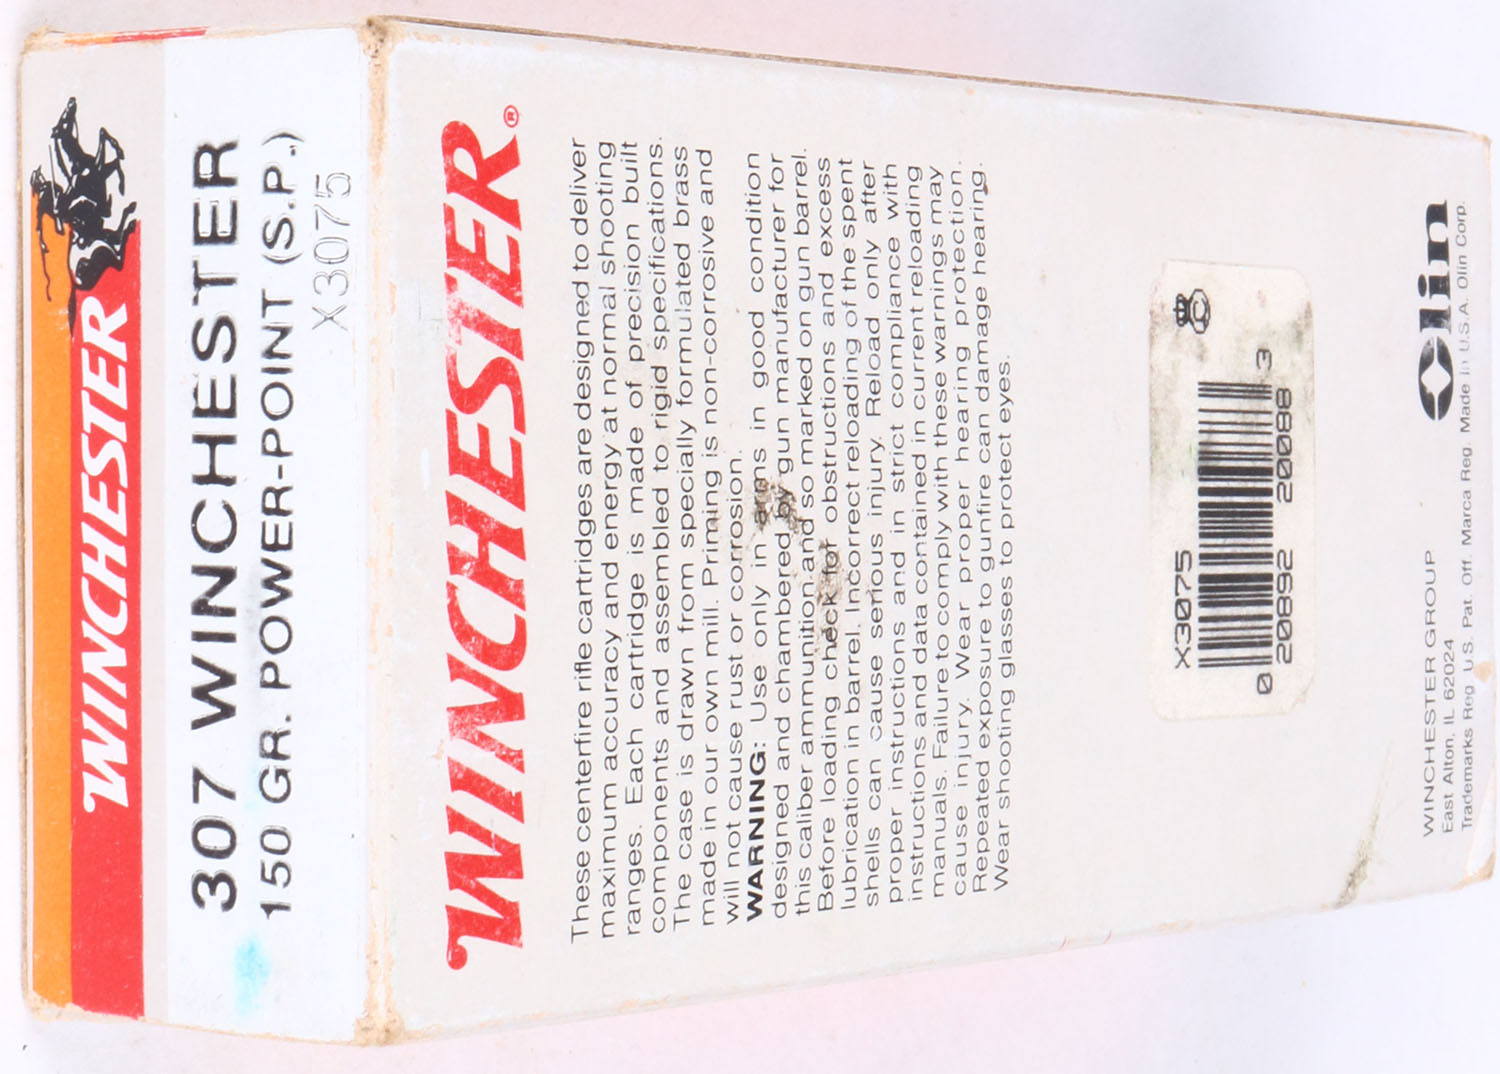 WINCHESTER
307 WINCHESTER
150 GR. POWER-POINT (S.P.)
X3075
WINCHESTER®
These centerfire rifle cartridges are designed to deliver
maximum accuracy and energy at normal shooting
ranges. Each cartridge is made of precision built
components and assembled to rigid specifications.
The case is drawn from specially formulated brass
made in our own mill. Priming is non-corrosive and
will not cause rust or corrosion.
WARNING: Use only in arms in good condition
designed and chambered by gun manufacturer for
this caliber ammunition and so marked on gun barrel.
Before loading check for obstructions and excess
lubrication in barrel. Incorrect reloading of the spent
shells can cause serious injury. Reload only after
proper instructions and in strict compliance with
instructions and data contained in current reloading
manuals. Failure to comply with these warnings may
cause injury. Wear proper hearing protection.
Repeated exposure to gunfire can damage hearing.
Wear shooting glasses to protect eyes.
X3075
0 20892 20088 3
Olin
WINCHESTER GROUP
East Alton, IL 62024
Trademarks Reg U.S. Pat. Off. Marca Reg. Made in U.S.A. Olin Corp.